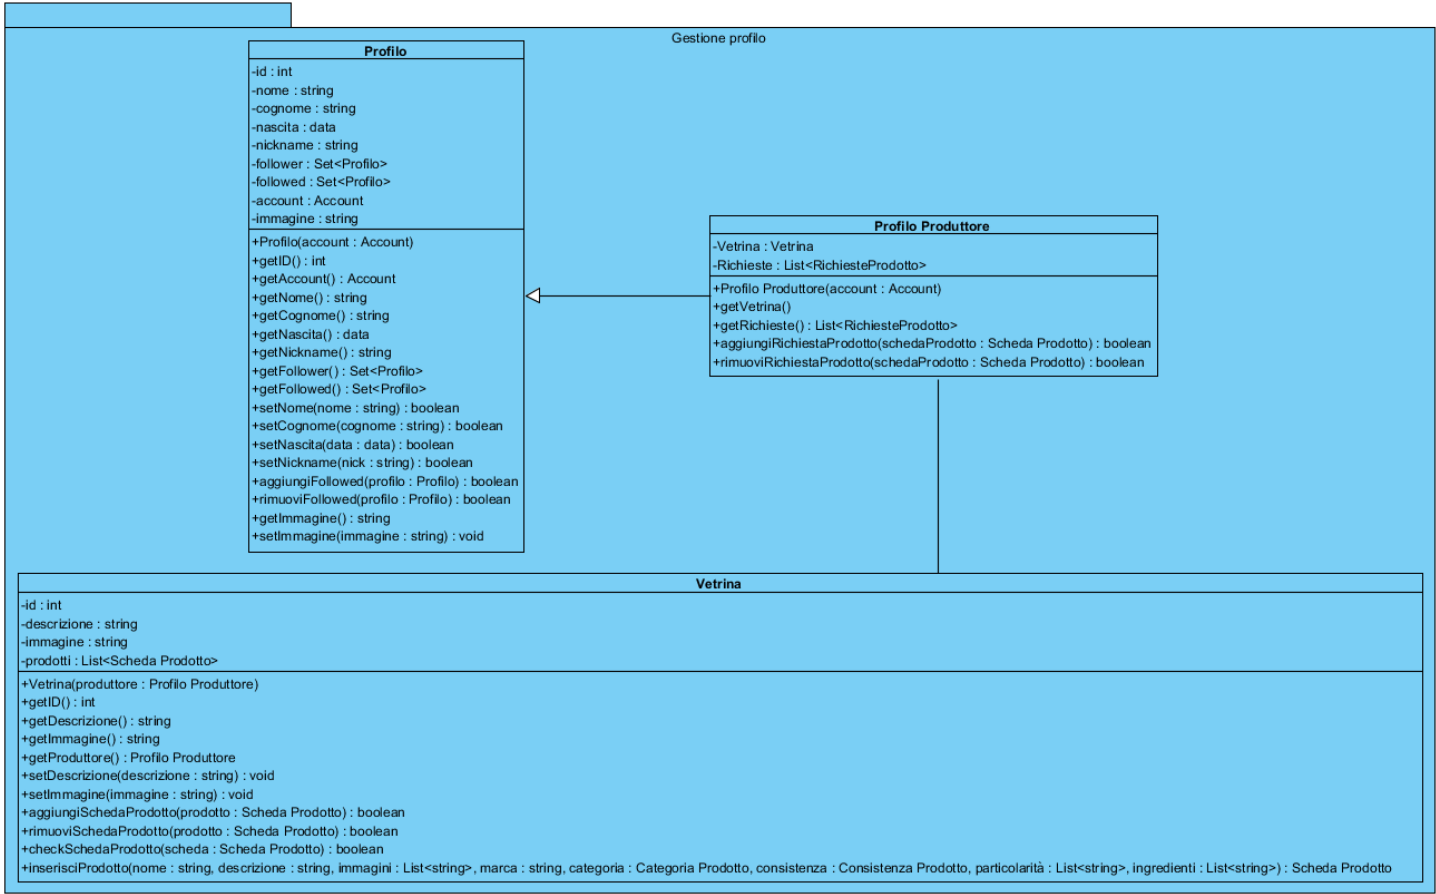 Gestione profilo
Profilo
-id : int
-nome : string
-cognome : string
-nascita : data
-nickname : string
-follower : Set<Profilo>
-followed : Set<Profilo>
-account : Account
-immagine : string
+Profilo(account : Account)
+getID() : int
+getAccount() : Account
+getNome() : string
+getCognome() : string
+getNascita() : data
+getNickname() : string
+getFollower() : Set<Profilo>
+getFollowed() : Set<Profilo>
+setNome(nome : string) : boolean
+setCognome(cognome : string) : boolean
+setNascita(data : data) : boolean
+setNickname(nick : string) : boolean
+aggiungiFollowed(profilo : Profilo) : boolean
+rimuoviFollowed(profilo : Profilo) : boolean
+getImmagine() : string
+setImmagine(immagine : string) : void
Profilo Produttore
-Vetrina : Vetrina
-Richieste : List<RichiesteProdotto>
+Profilo Produttore(account : Account)
+getVetrina()
+getRichieste() : List<RichiesteProdotto>
+aggiungiRichiestaProdotto(schedaProdotto : Scheda Prodotto) : boolean
+rimuoviRichiestaProdotto(schedaProdotto : Scheda Prodotto) : boolean
Vetrina
-id : int
-descrizione : string
-immagine : string
-prodotti : List<Scheda Prodotto>
+Vetrina(produttore : Profilo Produttore)
+getID() : int
+getDescrizione() : string
+getImmagine() : string
+getProduttore() : Profilo Produttore
+setDescrizione(descrizione : string) : void
+setImmagine(immagine : string) : void
+aggiungiSchedaProdotto(prodotto : Scheda Prodotto) : boolean
+rimuoviSchedaProdotto(prodotto : Scheda Prodotto) : boolean
+checkSchedaProdotto(scheda : Scheda Prodotto) : boolean
+inserisciProdotto(nome : string, descrizione : string, immagini : List<string>, marca : string, categoria : Categoria Prodotto, consistenza : Consistenza Prodotto, particolarità : List<string>, ingredienti : List<string>) : Scheda Prodotto